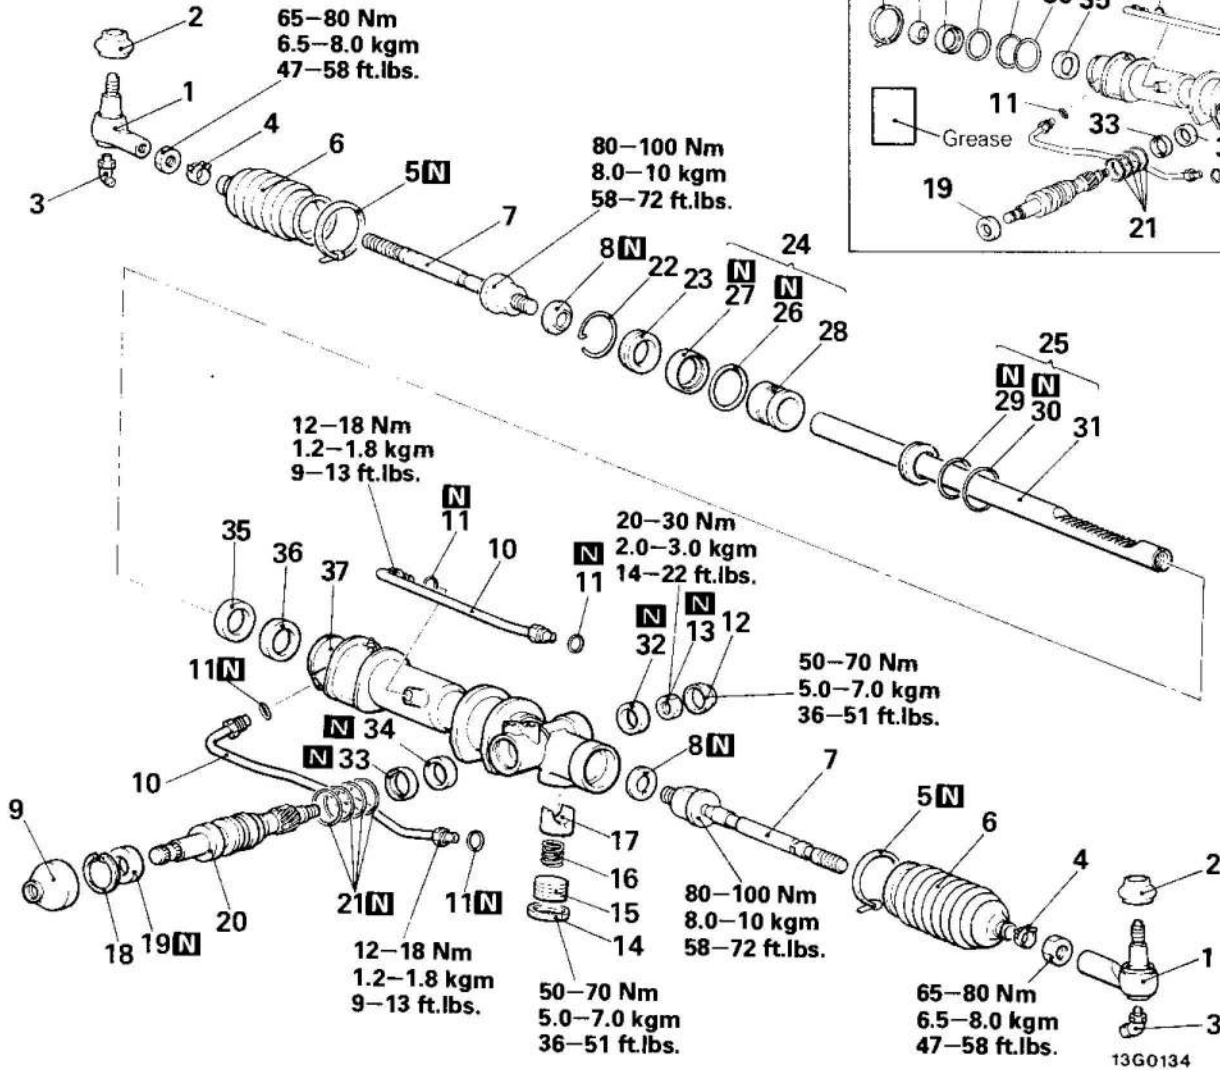 2
65–80 Nm
6.5–8.0 kgm
47–58 ft.lbs.
1
4
6
3
5 N
7
80–100 Nm
8.0–10 kgm
58–72 ft.lbs.
35
11
33
Grease
19
21
8 N
22
23
24
N
27
N
26
28
25
N
29
N
30
31
12–18 Nm
1.2–1.8 kgm
9–13 ft.lbs.
N
11
10
N
11
20–30 Nm
2.0–3.0 kgm
14–22 ft.lbs.
35
36
37
N
32
N
13
12
50–70 Nm
5.0–7.0 kgm
36–51 ft.lbs.
11 N
N 34
N 33
10
8 N
7
9
5 N
6
4
2
17
16
15
14
18
19 N
20
21 N
11 N
12–18 Nm
1.2–1.8 kgm
9–13 ft.lbs.
50–70 Nm
5.0–7.0 kgm
36–51 ft.lbs.
80–100 Nm
8.0–10 kgm
58–72 ft.lbs.
65–80 Nm
6.5–8.0 kgm
47–58 ft.lbs.
1
3
13G0134